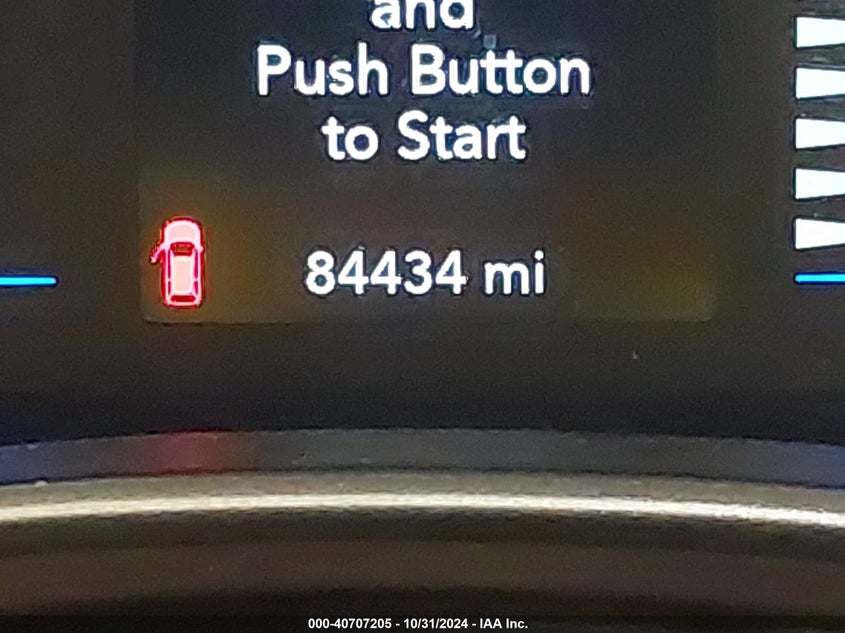 and
Push Button
to Start
84434 mi
000-40707205 - 10/31/2024 - IAA Inc.